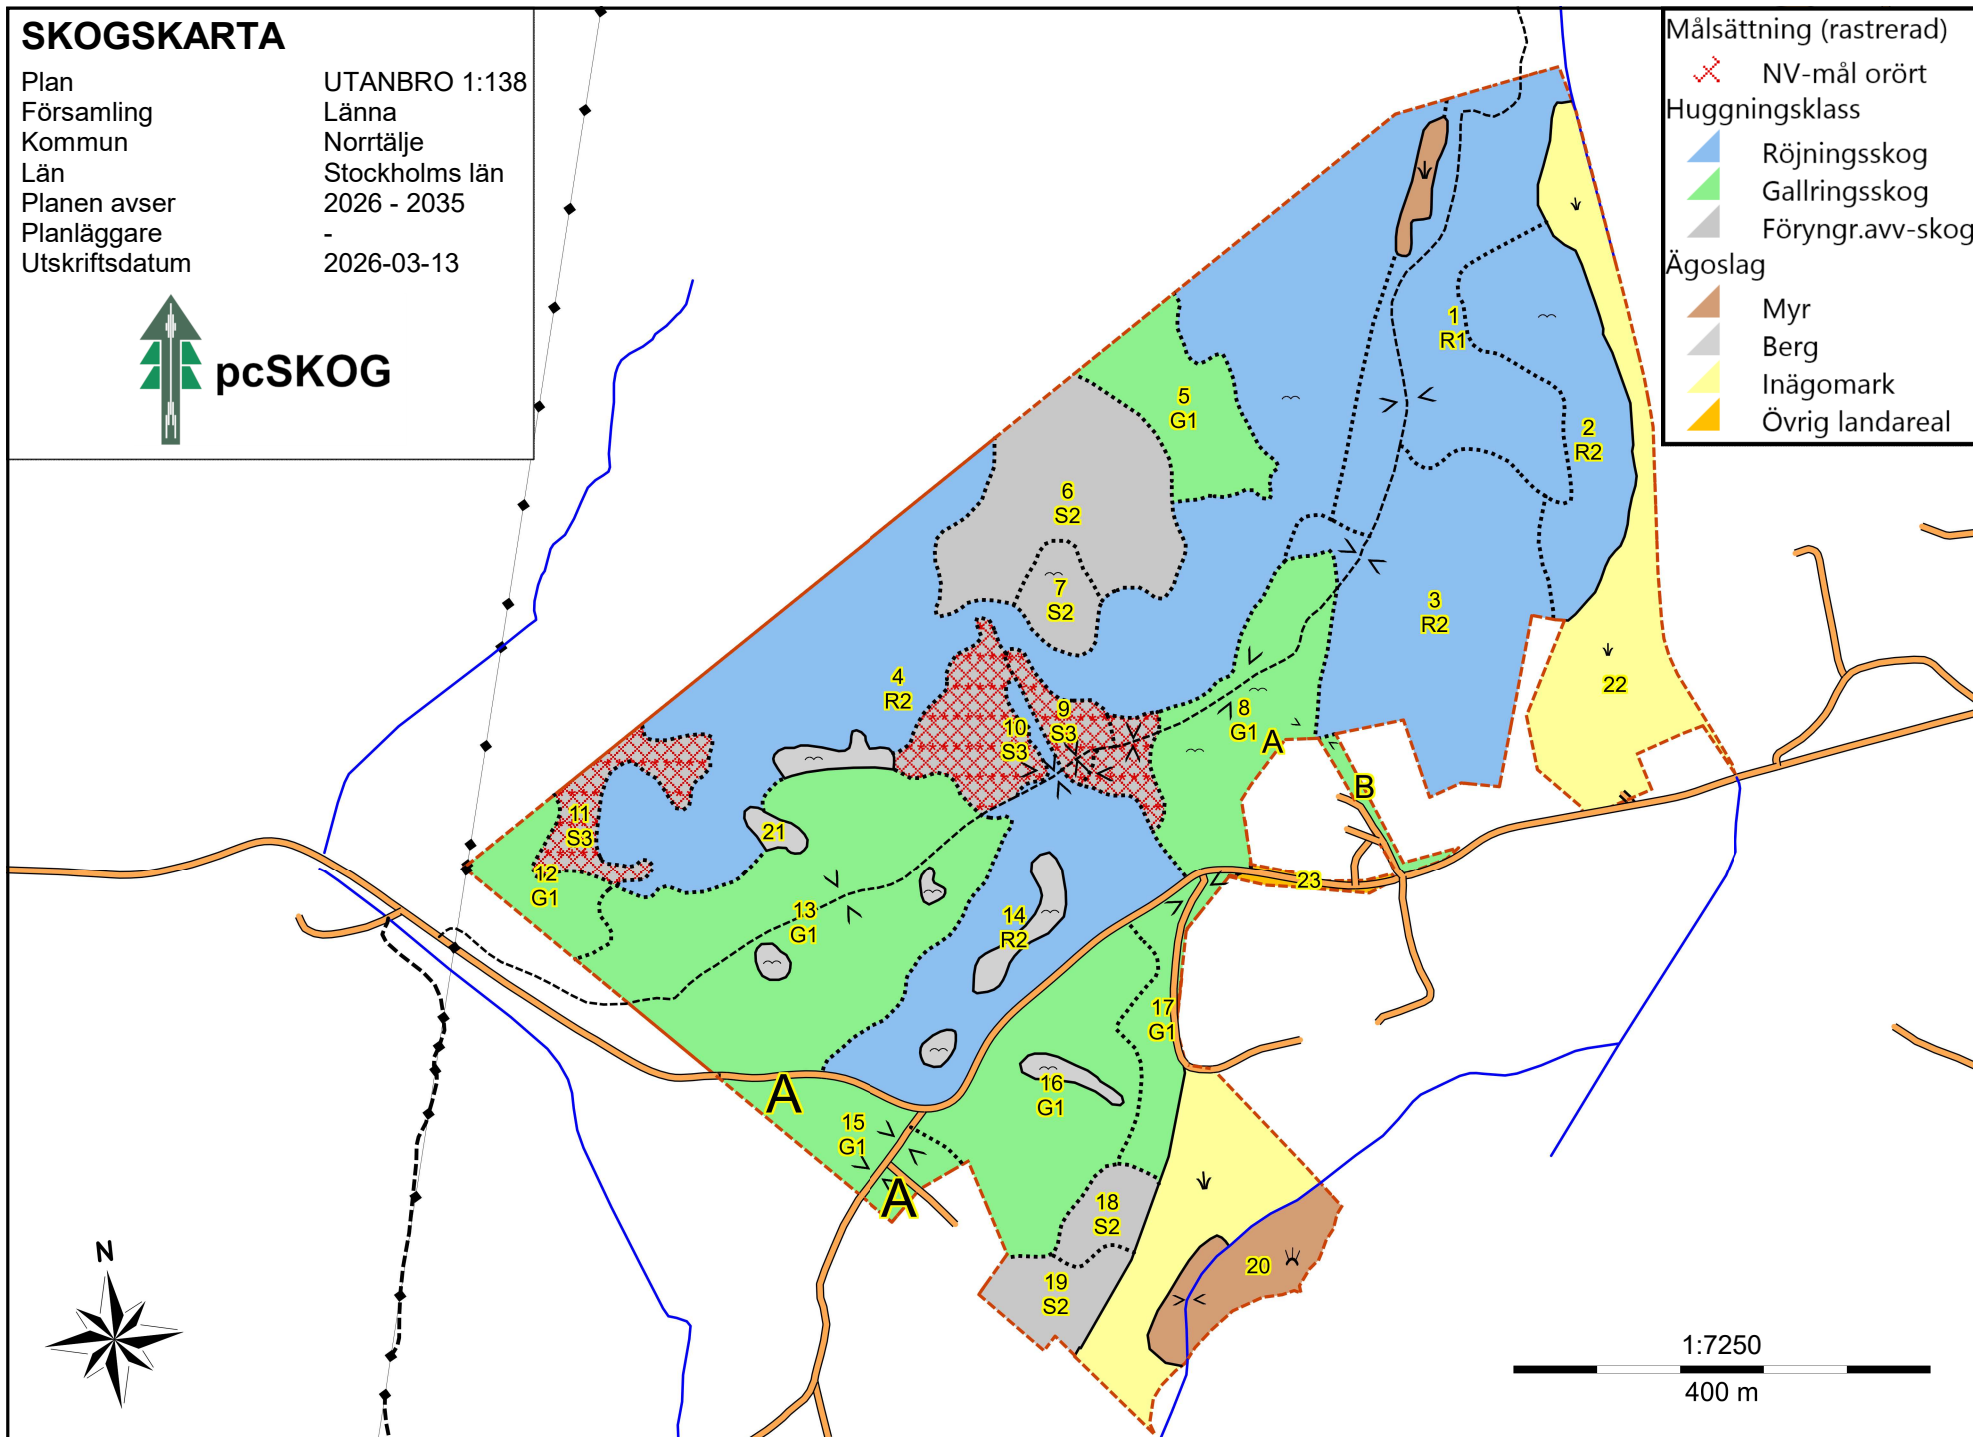 SKOGSKARTA
Plan UTANBRO 1:138
Församling Länna
Kommun Norrtälje
Län Stockholms län
Planen avser 2026 - 2035
Planläggare -
Utskriftsdatum 2026-03-13
pcSKOG
Målsättning (rastrerad)
NV-mål orört
Huggningsklass
Röjningsskog
Gallringsskog
Föryngr.avv-skog
Ägoslag
Myr
Berg
Inägomark
Övrig landareal
1
R1
5
G1
2
R2
6
S2
7
S2
3
R2
4
R2
22
8
G1
A
9
S3
10
S3
B
11
S3
21
12
G1
23
13
G1
14
R2
17
G1
16
G1
A
15
G1
A
18
S2
20
19
S2
N
1:7250
400 m